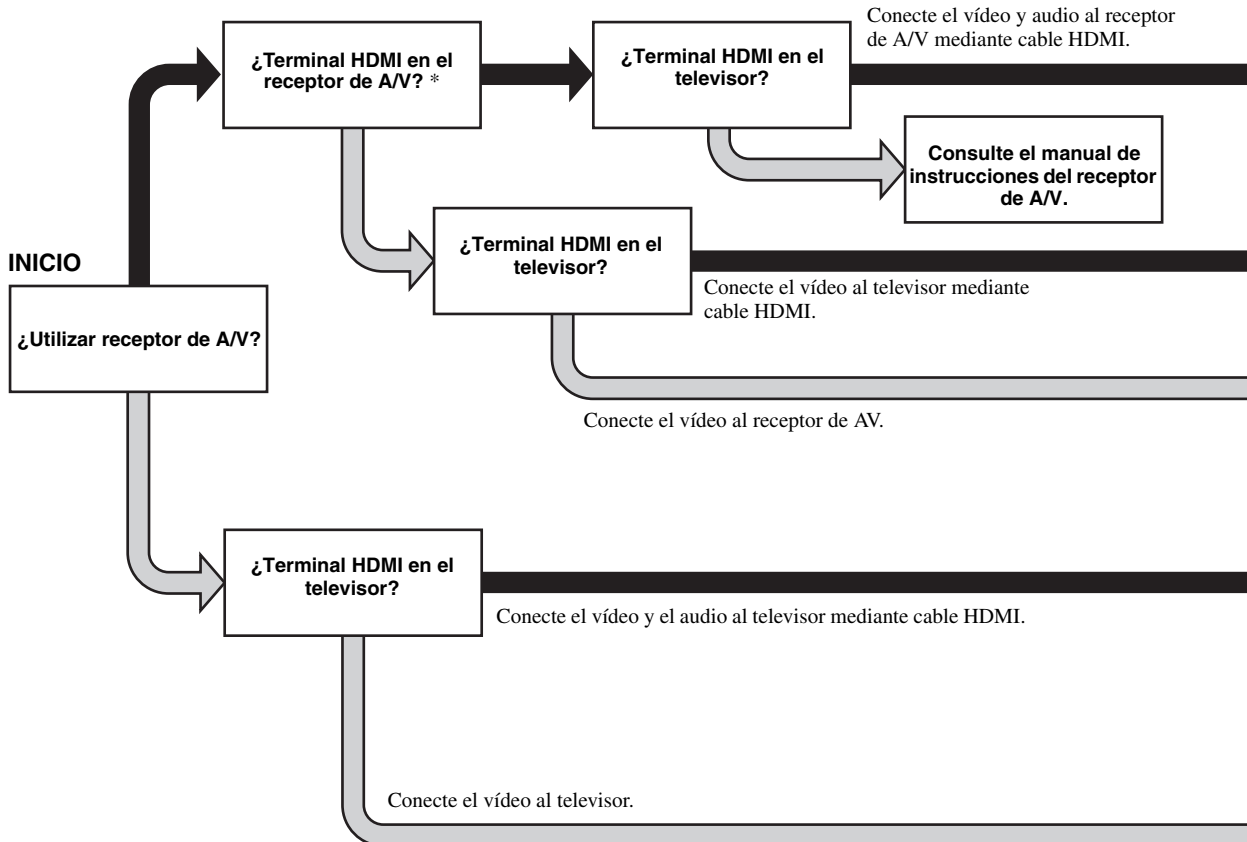 Conecte el vídeo y audio al receptor
de A/V mediante cable HDMI.
¿Terminal HDMI en el
receptor de A/V? *
¿Terminal HDMI en el
televisor?
Consulte el manual de
instrucciones del receptor
de A/V.
¿Terminal HDMI en el
televisor?
INICIO
Conecte el vídeo al televisor mediante
cable HDMI.
¿Utilizar receptor de A/V?
Conecte el vídeo al receptor de AV.
¿Terminal HDMI en el
televisor?
Conecte el vídeo y el audio al televisor mediante cable HDMI.
Conecte el vídeo al televisor.